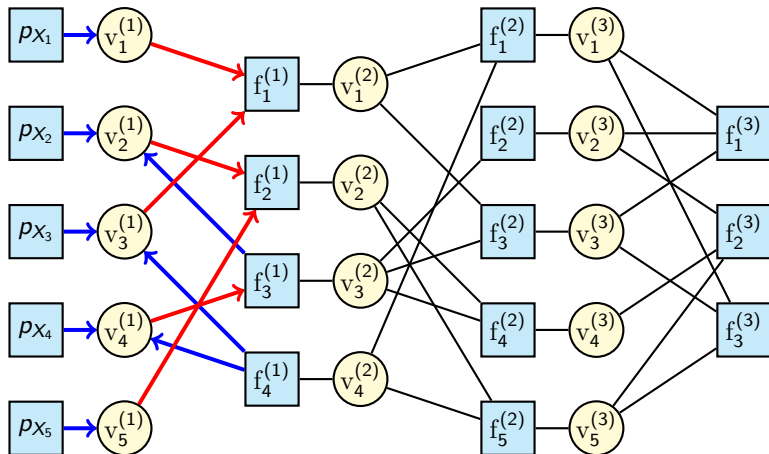 p_{X_1} v_1^{(1)} f_1^{(2)} v_1^{(3)}
f_1^{(1)} v_1^{(2)}
p_{X_2} v_2^{(1)} f_2^{(2)} v_2^{(3)} f_1^{(3)}
f_2^{(1)} v_2^{(2)}
p_{X_3} v_3^{(1)} f_3^{(2)} v_3^{(3)} f_2^{(3)}
f_3^{(1)} v_3^{(2)}
p_{X_4} v_4^{(1)} f_4^{(2)} v_4^{(3)} f_3^{(3)}
f_4^{(1)} v_4^{(2)}
p_{X_5} v_5^{(1)} f_5^{(2)} v_5^{(3)}